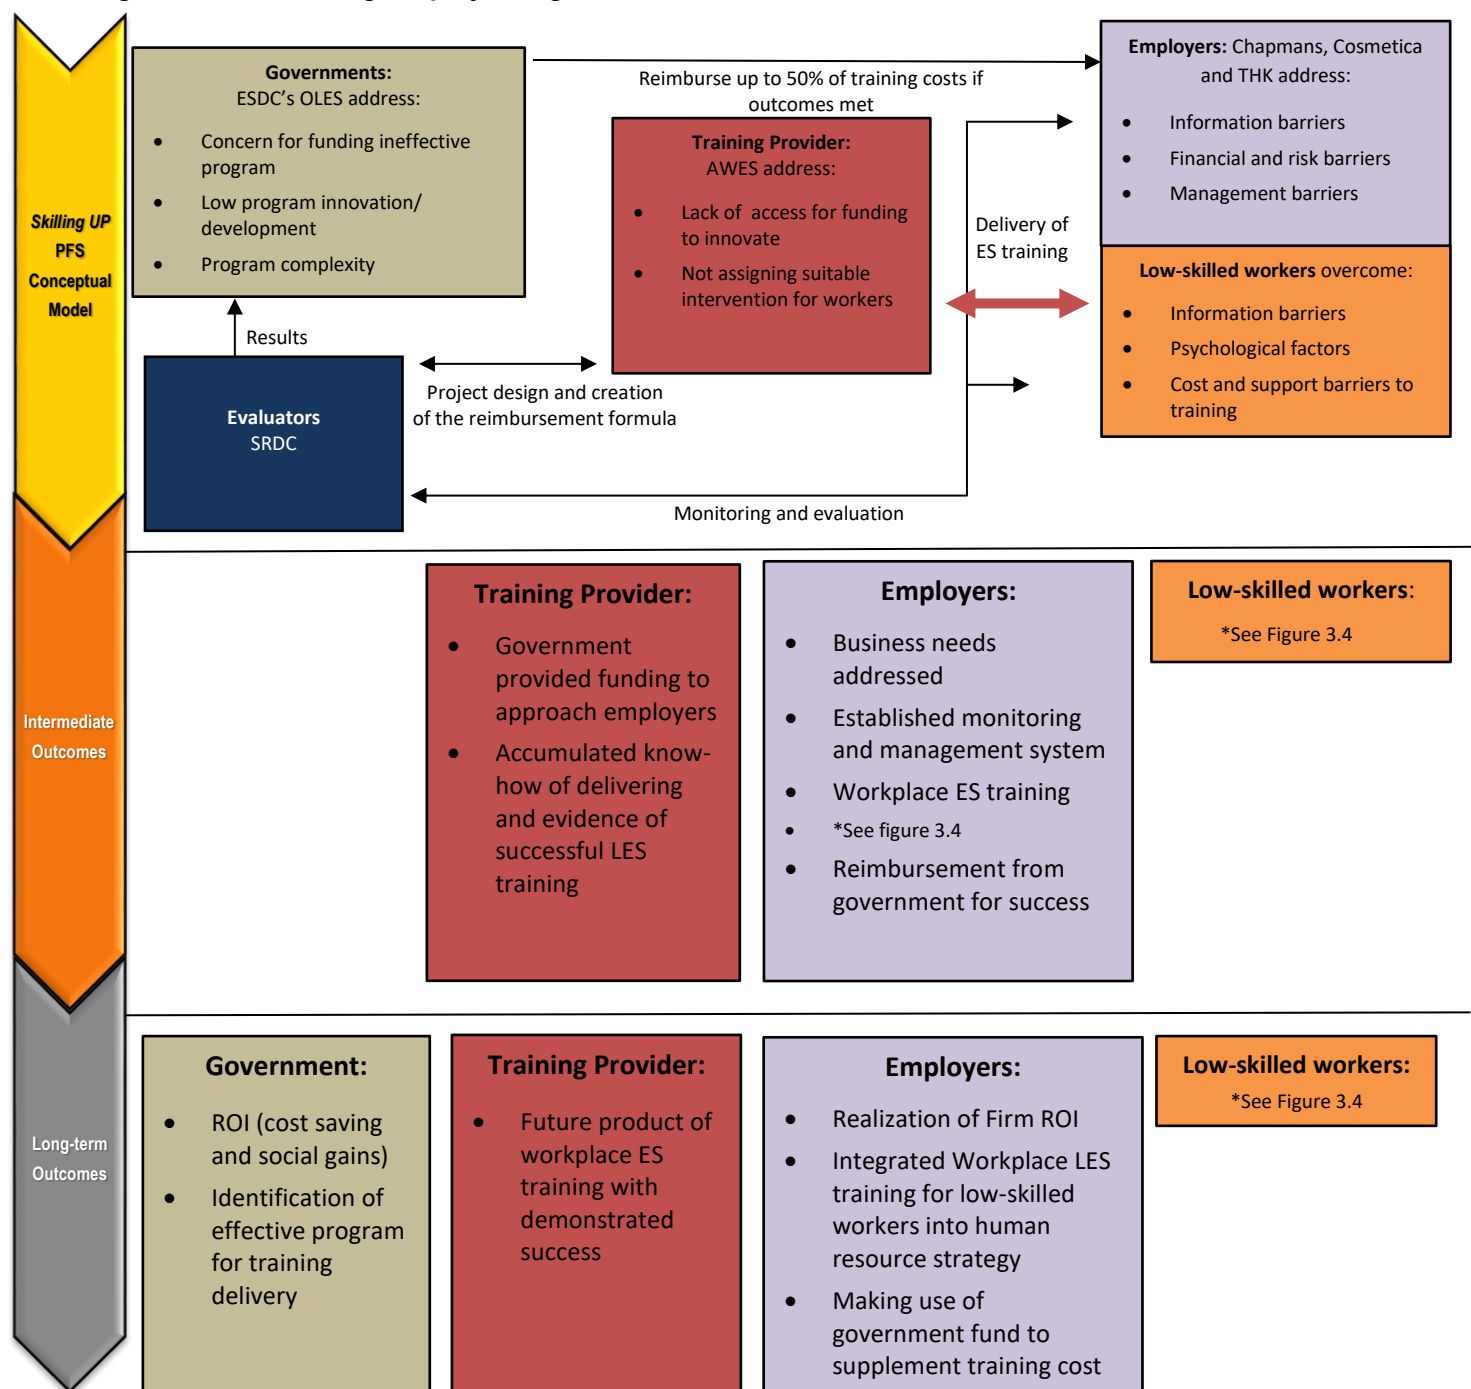 Governments:
ESDC's OLES address:
• Concern for funding ineffective
program
• Low program innovation/
development
• Program complexity
Reimburse up to 50% of training costs if
outcomes met
Employers: Chapmans, Cosmetica
and THK address:
• Information barriers
• Financial and risk barriers
• Management barriers
Training Provider:
AWES address:
• Lack of access for funding
to innovate
• Not assigning suitable
intervention for workers
Delivery of
ES training
Low-skilled workers overcome:
• Information barriers
• Psychological factors
• Cost and support barriers to
training
Skilling UP
PFS
Conceptual
Model
Results
Evaluators
SRDC
Project design and creation
of the reimbursement formula
Monitoring and evaluation
Intermediate
Outcomes
Training Provider:
• Government
provided funding to
approach employers
• Accumulated know-
how of delivering
and evidence of
successful LES
training
Employers:
• Business needs
addressed
• Established monitoring
and management system
• Workplace ES training
• *See figure 3.4
• Reimbursement from
government for success
Low-skilled workers:
*See Figure 3.4
Long-term
Outcomes
Government:
• ROI (cost saving
and social gains)
• Identification of
effective program
for training
delivery
Training Provider:
• Future product of
workplace ES
training with
demonstrated
success
Employers:
• Realization of Firm ROI
• Integrated Workplace LES
training for low-skilled
workers into human
resource strategy
• Making use of
government fund to
supplement training cost
Low-skilled workers:
*See Figure 3.4